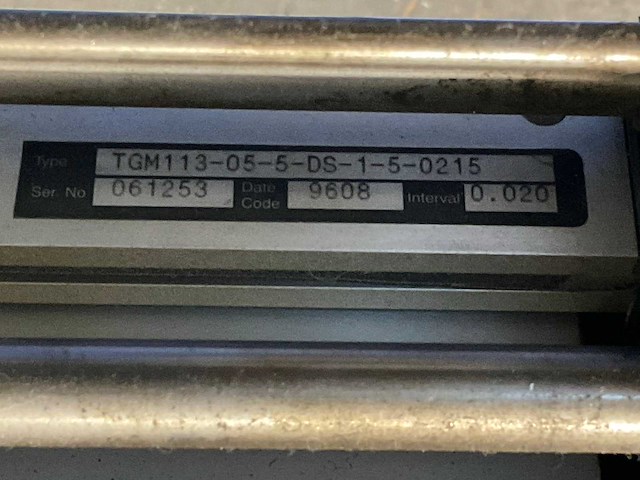 Type TGM113-05-5-DS-1-5-0215
Ser. No 061253 Date Code 9608 Interval 0.020